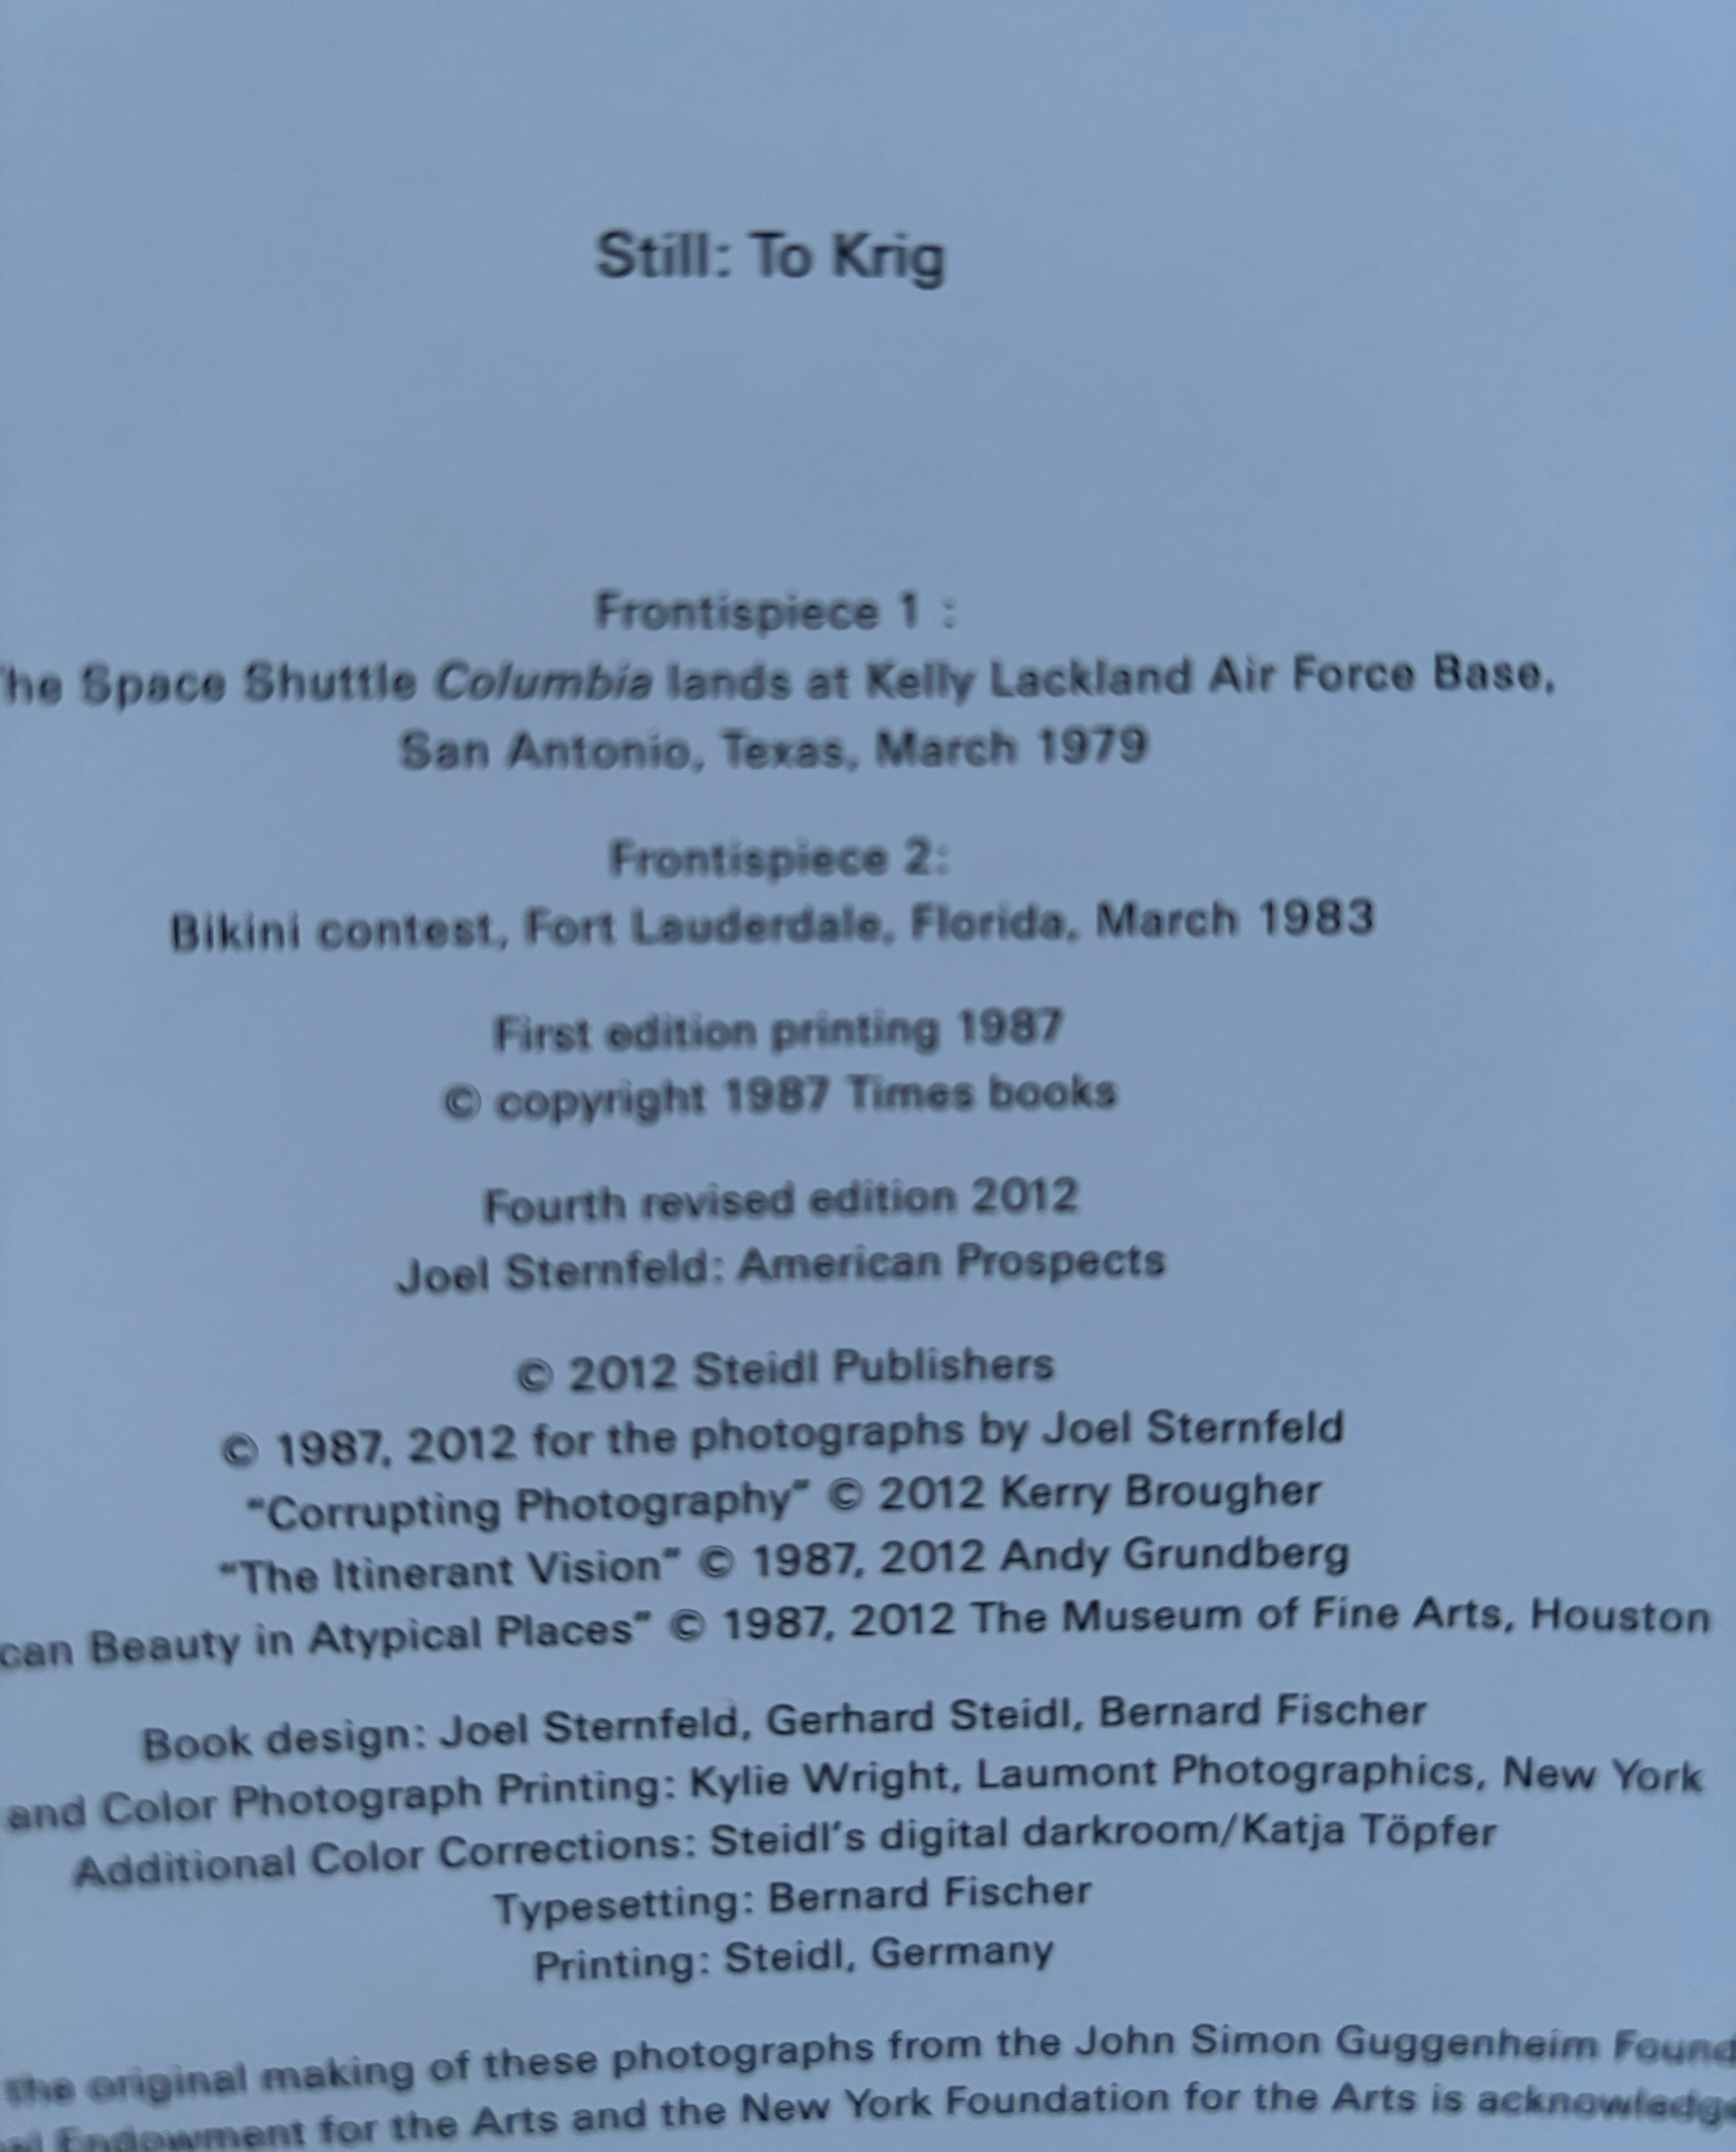 Still: To Krig
Frontispiece 1 :
he Space Shuttle Columbia lands at Kelly Lackland Air Force Base,
San Antonio, Texas, March 1979
Frontispiece 2:
Bikini contest, Fort Lauderdale, Florida, March 1983
First edition printing 1987
© copyright 1987 Times books
Fourth revised edition 2012
Joel Sternfeld: American Prospects
© 2012 Steidl Publishers
© 1987, 2012 for the photographs by Joel Sternfeld
“Corrupting Photography” © 2012 Kerry Brougher
“The Itinerant Vision” © 1987, 2012 Andy Grundberg
can Beauty in Atypical Places” © 1987, 2012 The Museum of Fine Arts, Houston
Book design: Joel Sternfeld, Gerhard Steidl, Bernard Fischer
and Color Photograph Printing: Kylie Wright, Laumont Photographics, New York
Additional Color Corrections: Steidl’s digital darkroom/Katja Töpfer
Typesetting: Bernard Fischer
Printing: Steidl, Germany
the original making of these photographs from the John Simon Guggenheim Found
Endowment for the Arts and the New York Foundation for the Arts is acknowledg